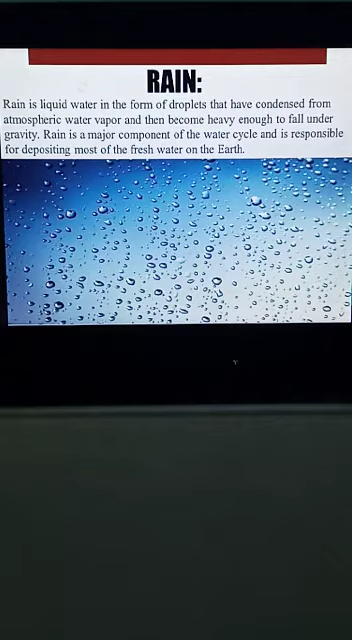 RAIN:
Rain is liquid water in the form of droplets that have condensed from
atmospheric water vapor and then become heavy enough to fall under
gravity. Rain is a major component of the water cycle and is responsible
for depositing most of the fresh water on the Earth.